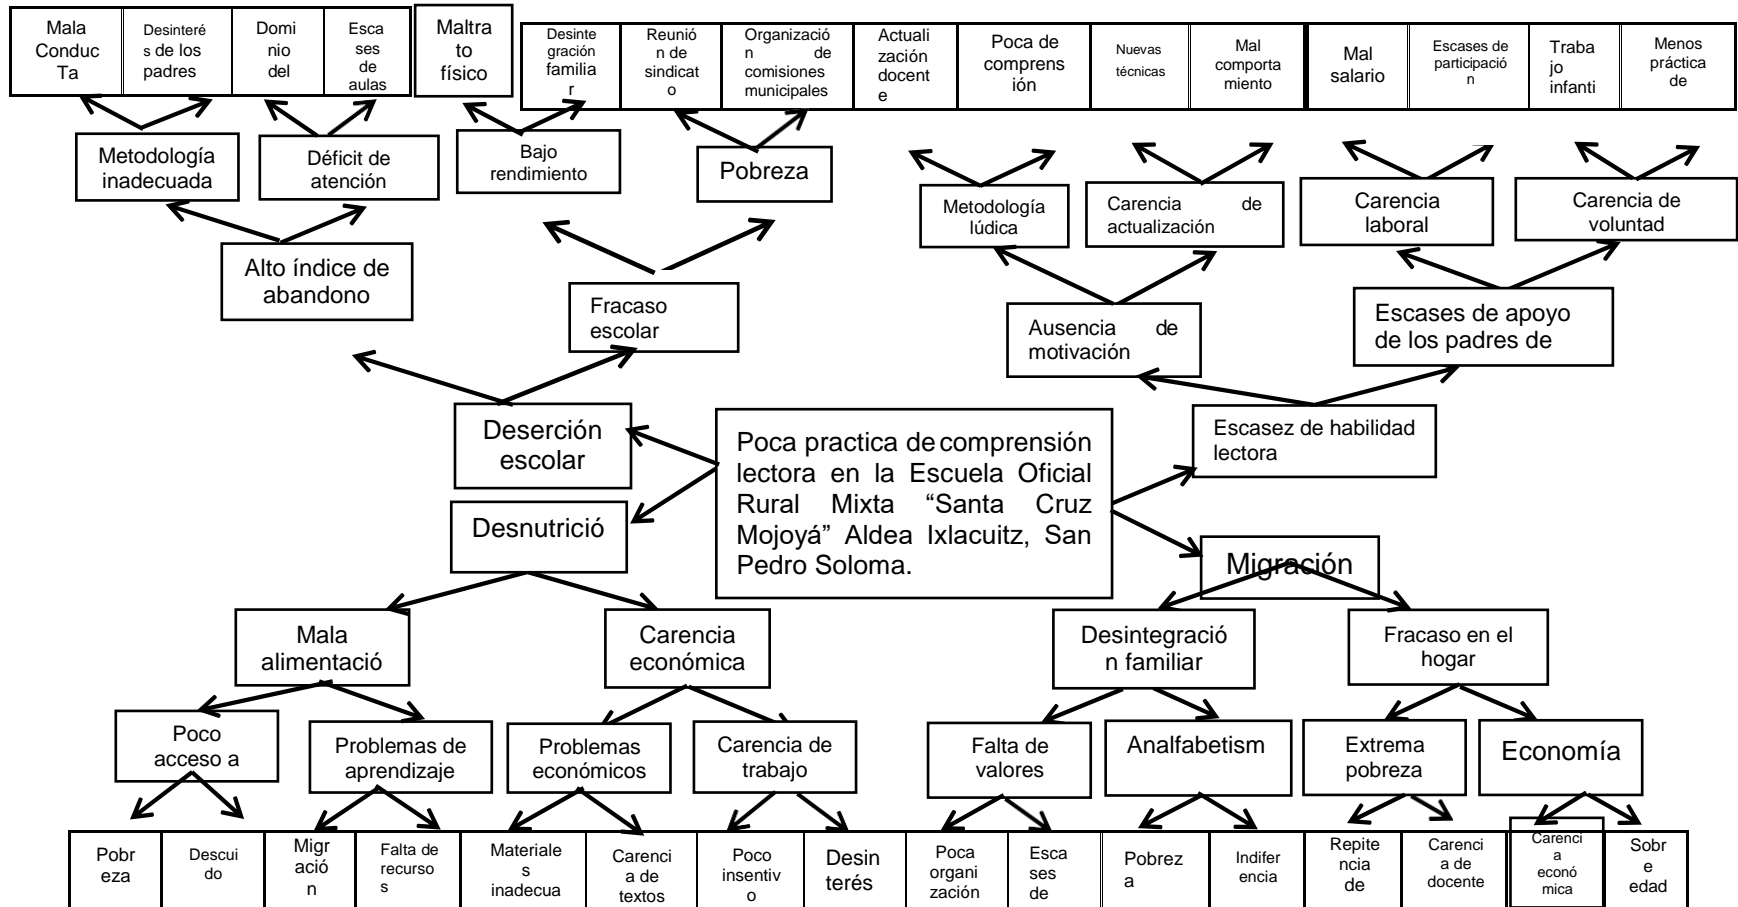 Mala
Conduc
Ta
Desinteré
s de los
padres
Domi
nio
del
Esca
ses
de
aulas
Maltra
to
físico
Desinte
gración
familia
r
Reunió
n de
sindicat
o
Organizació
n de
comisiones
municipales
Actuali
zación
docent
e
Poca de
comprens
ión
Nuevas
técnicas
Mal
comporta
miento
Mal
salario
Escases de
participació
n
Traba
jo
infanti
Menos
práctica
de
Metodología
inadecuada
Déficit de
atención
Bajo
rendimiento
Pobreza
Metodología
lúdica
Carencia de
actualización
Carencia
laboral
Carencia de
voluntad
Alto índice de
abandono
Fracaso
escolar
Ausencia de
motivación
Escases de apoyo
de los padres de
Deserción
escolar
Poca practica de comprensión
lectora en la Escuela Oficial
Rural Mixta “Santa Cruz
Mojoyá” Aldea Ixlacuitz, San
Pedro Soloma.
Escasez de habilidad
lectora
Desnutrició
Migración
Mala
alimentació
Carencia
económica
Desintegració
n familiar
Fracaso en el
hogar
Poco
acceso a
Problemas de
aprendizaje
Problemas
económicos
Carencia de
trabajo
Falta de
valores
Analfabetism
Extrema
pobreza
Economía
Pobr
eza
Descui
do
Migr
ació
n
Falta de
recurso
s
Materiale
s
inadecua
Carenci
a de
textos
Poco
insentiv
o
Desin
terés
Poca
organi
zación
Esca
ses
de
Pobrez
a
Indifer
encia
Repite
ncia
de
Carenci
a de
docente
Carenci
a
econó
mica
Sobr
e
edad